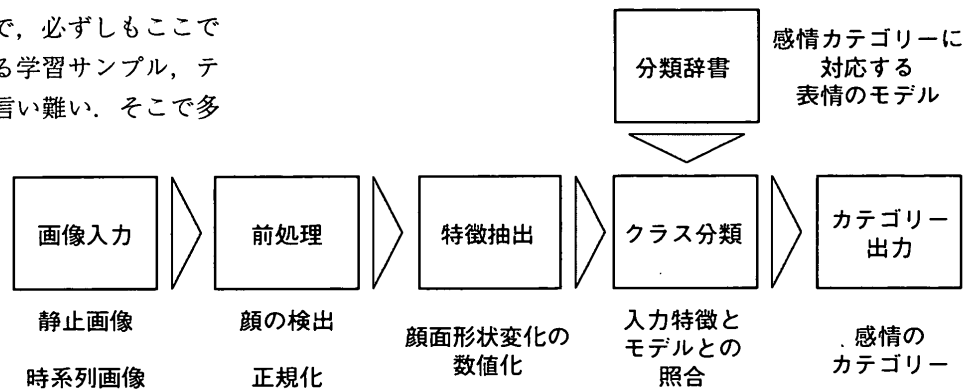 で，必ずしもここで
る学習サンプル，テ
言い難い．そこで多
分類辞書
感情カテゴリーに
対応する
表情のモデル
画像入力
前処理
特徴抽出
クラス分類
カテゴリー
出力
静止画像
時系列画像
顔の検出
正規化
顔面形状変化の
数値化
入力特徴と
モデルとの
照合
感情の
カテゴリー